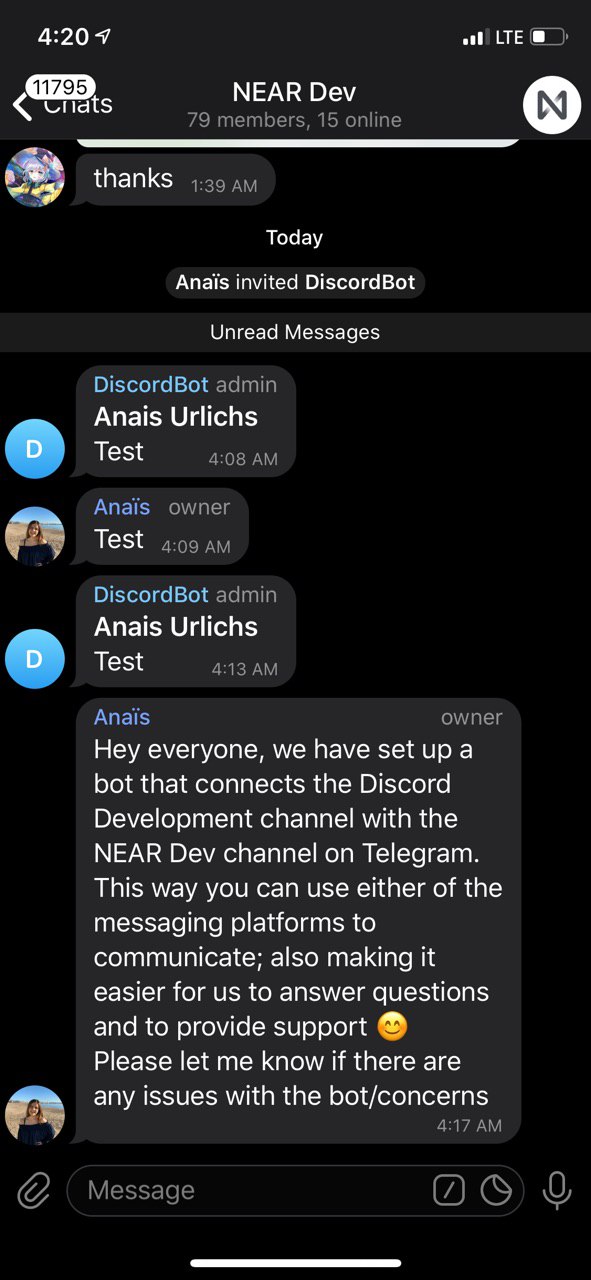 4:20
LTE
11795
Chats
NEAR Dev
79 members, 15 online
thanks 1:39 AM
Today
Anaïs invited DiscordBot
Unread Messages
DiscordBot admin
Anais Urlichs
Test 4:08 AM
D
Anaïs owner
Test 4:09 AM
DiscordBot admin
Anais Urlichs
Test 4:13 AM
D
Anaïs owner
Hey everyone, we have set up a
bot that connects the Discord
Development channel with the
NEAR Dev channel on Telegram.
This way you can use either of the
messaging platforms to
communicate; also making it
easier for us to answer questions
and to provide support 😊
Please let me know if there are
any issues with the bot/concerns
4:17 AM
Message